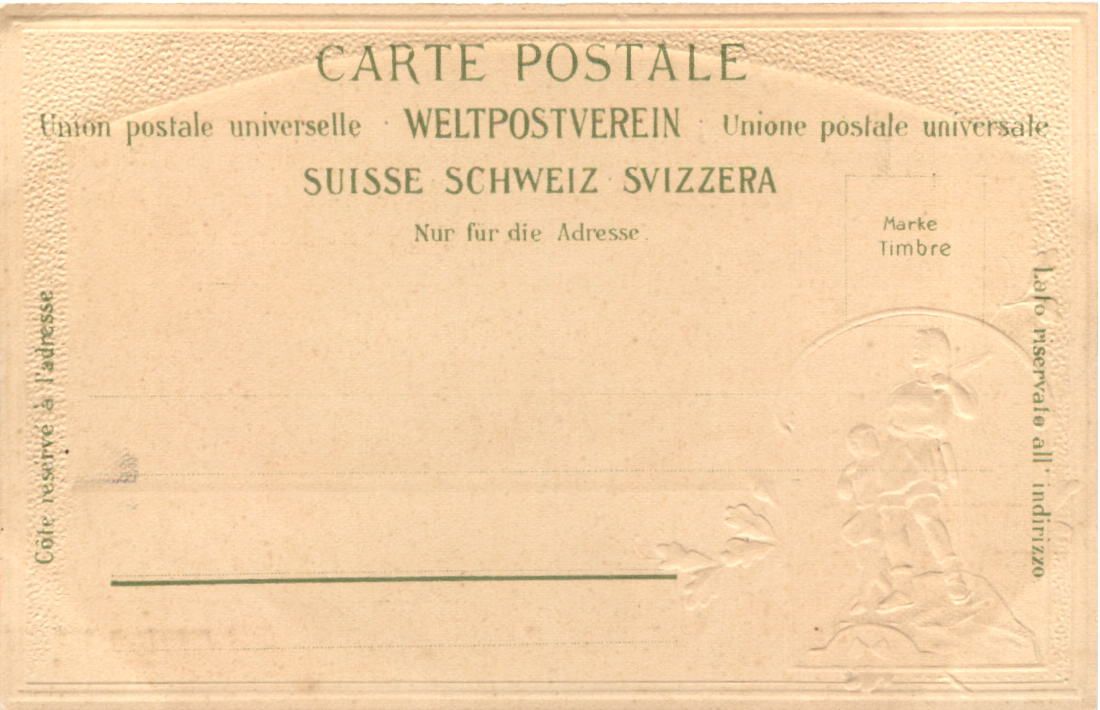 CARTE POSTALE
Union postale universelle · WELTPOSTVEREIN · Unione postale universale
SUISSE SCHWEIZ · SVIZZERA
Nur für die Adresse.
Marke
Timbre
Côté reservé à l'adresse
Lato riservato all' indirizzo